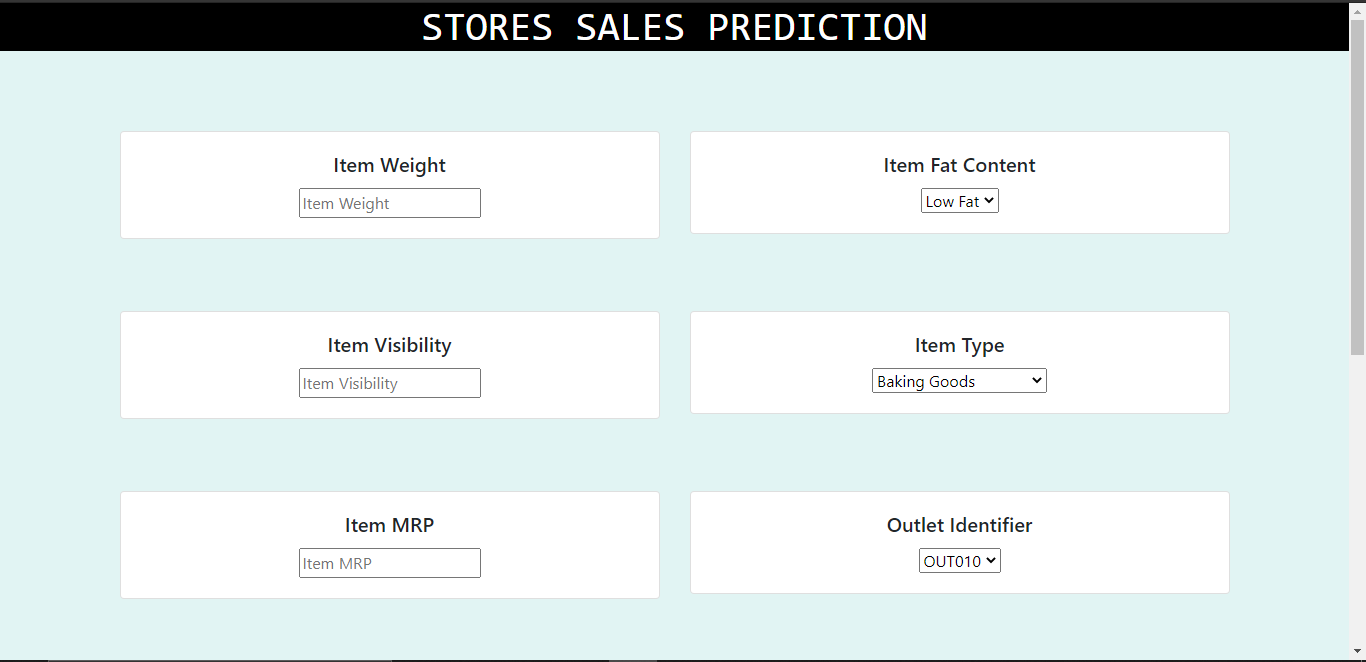 STORES SALES PREDICTION
Item Weight
Item Weight
Item Fat Content
Low Fat
Item Visibility
Item Visibility
Item Type
Baking Goods
Item MRP
Item MRP
Outlet Identifier
OUT010